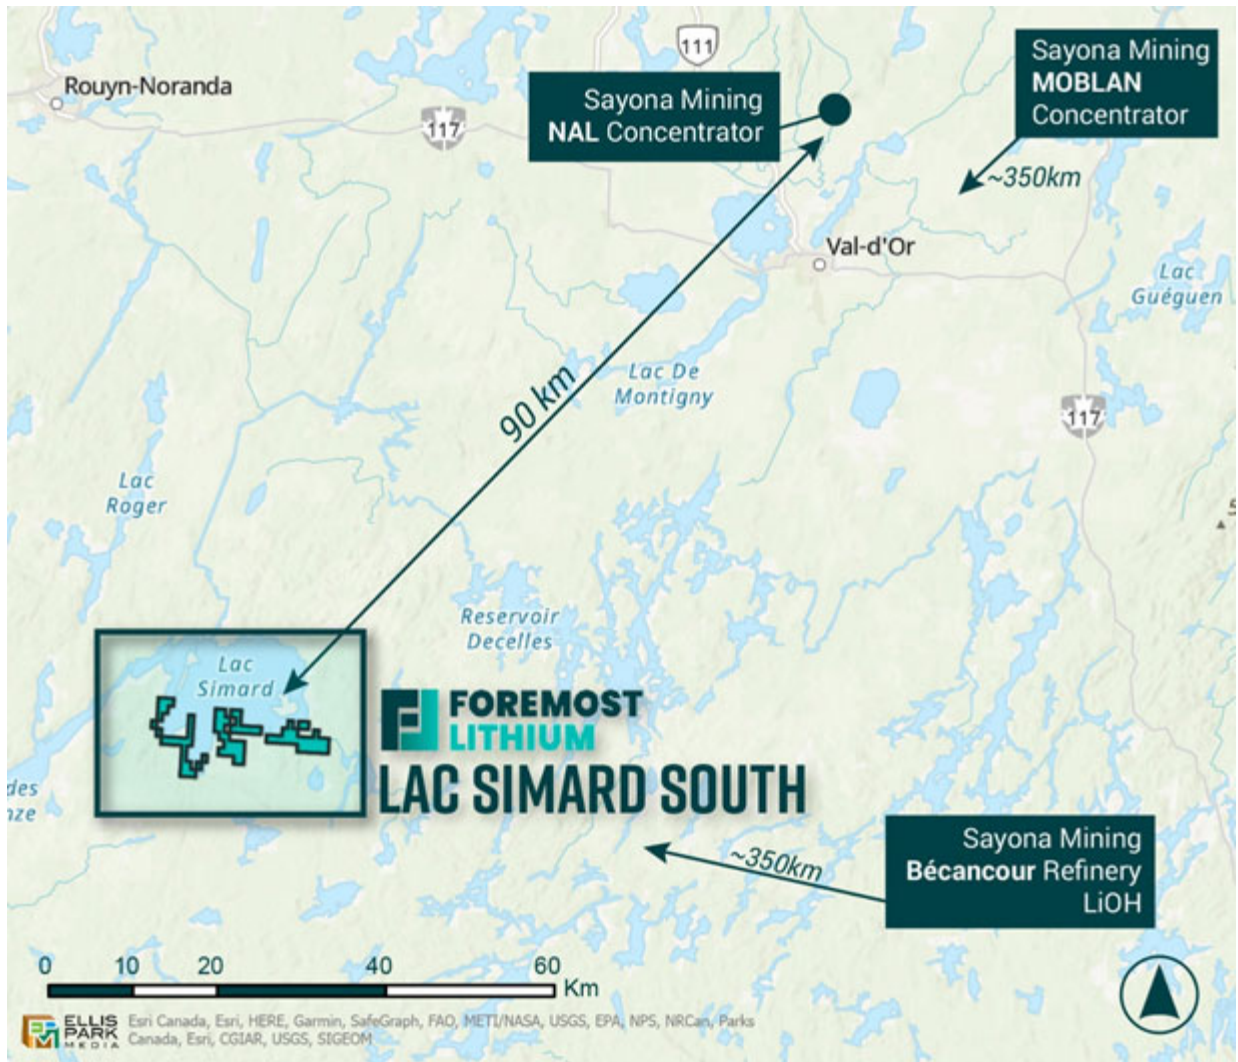 111
Sayona Mining
MOBLAN
Concentrator
Rouyn-Noranda
Sayona Mining
NAL Concentrator
117
~350km
Val-d'Or
Lac
Guéguen
Lac De
Montigny
90 km
117
Lac
Roger
5
Reservoir
Decelles
Lac
Simard
FOREMOST
LITHIUM
LAC SIMARD SOUTH
des
nze
Sayona Mining
Bécancour Refinery
LiOH
~350km
0 10 20 40 60
Km
ELLIS
PARK
MEDIA
Esri Canada, Esri, HERE, Garmin, SafeGraph, FAO, METI/NASA, USGS, EPA, NPS, NRCan, Parks
Canada, Esri, CGIAR, USGS, SIGEOM